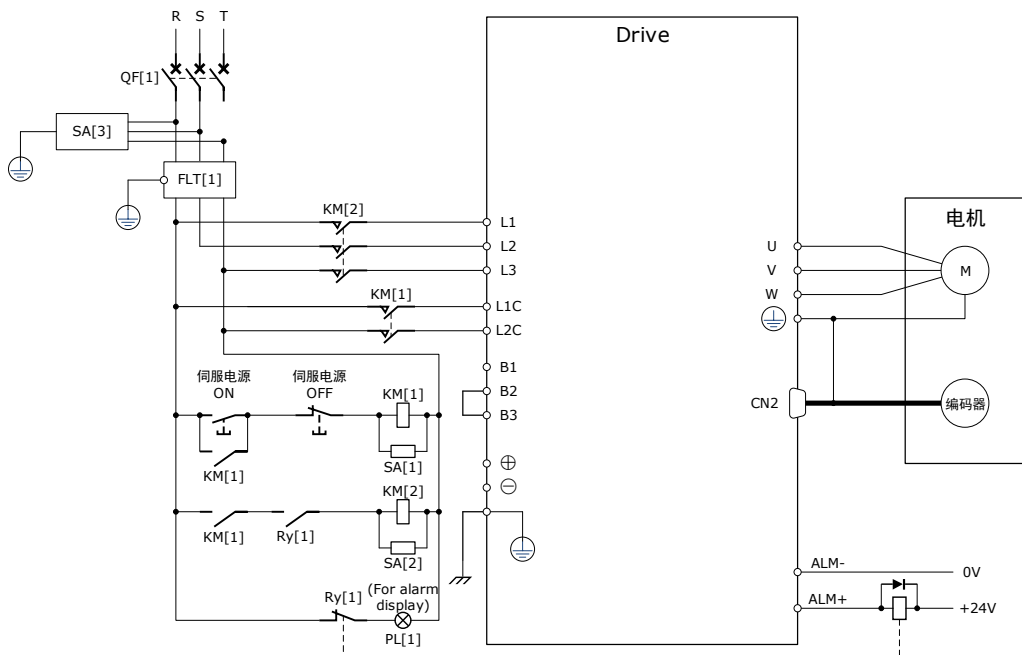 R S T
Drive
QF[1]
SA[3]
FLT[1]
KM[2]
L1
L2
L3
KM[1]
L1C
L2C
B1
B2
B3
电机
U
V
W
M
CN2
编码器
伺服电源
ON
伺服电源
OFF
KM[1]
KM[1]
SA[1]
KM[2]
KM[1]
Ry[1]
SA[2]
Ry[1]
(For alarm
display)
PL[1]
ALM-
0V
ALM+
+24V